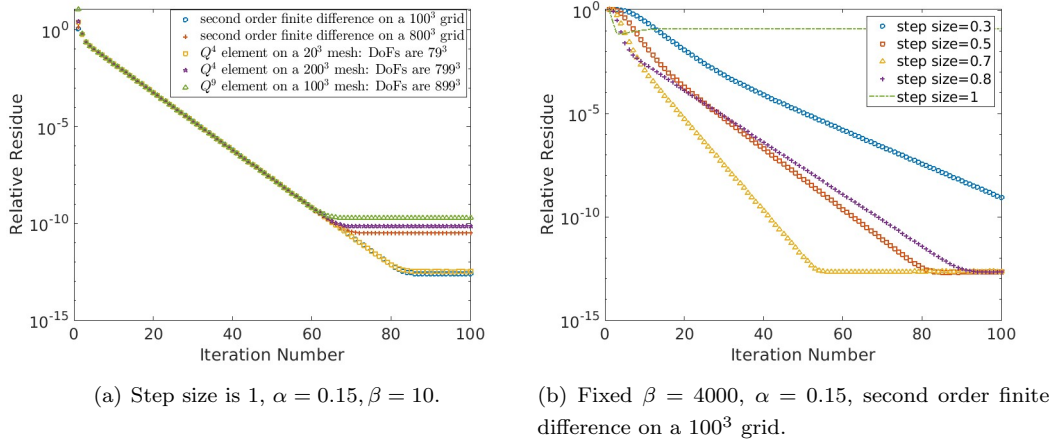 10^0
10^-5
10^-10
10^-15
Relative Residue
0 20 40 60 80 100
Iteration Number
second order finite difference on a 100^3 grid
second order finite difference on a 800^3 grid
Q^4 element on a 20^3 mesh: DoFs are 79^3
Q^4 element on a 200^3 mesh: DoFs are 799^3
Q^9 element on a 100^3 mesh: DoFs are 899^3
(a) Step size is 1, α = 0.15, β = 10.
10^0
10^-5
10^-10
10^-15
Relative Residue
0 20 40 60 80 100
Iteration Number
step size=0.3
step size=0.5
step size=0.7
step size=0.8
step size=1
(b) Fixed β = 4000, α = 0.15, second order finite
difference on a 100^3 grid.